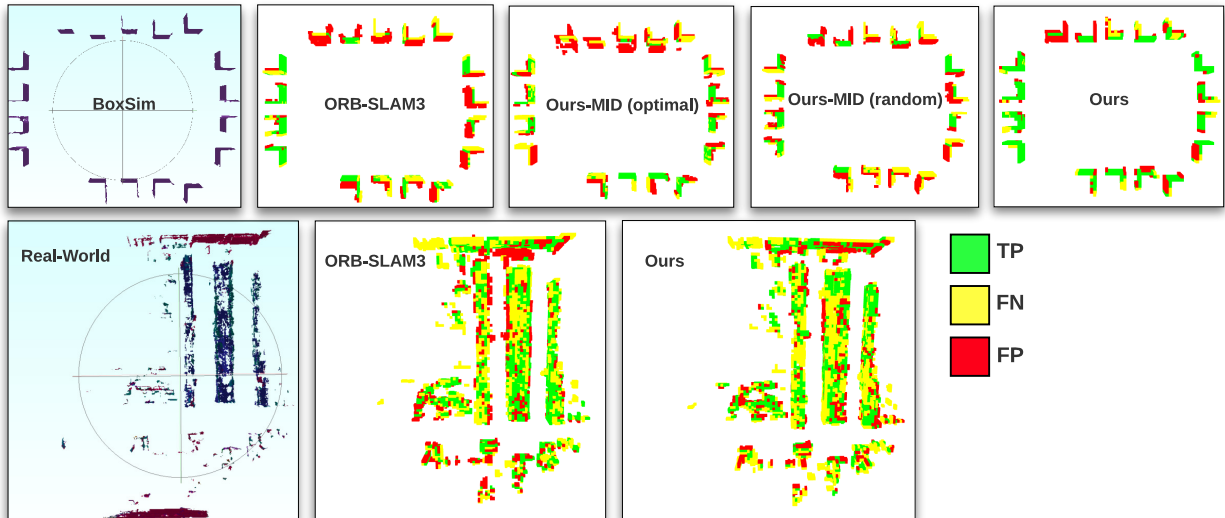 BoxSim
ORB-SLAM3
Ours-MID (optimal)
Ours-MID (random)
Ours
Real-World
ORB-SLAM3
Ours
TP
FN
FP